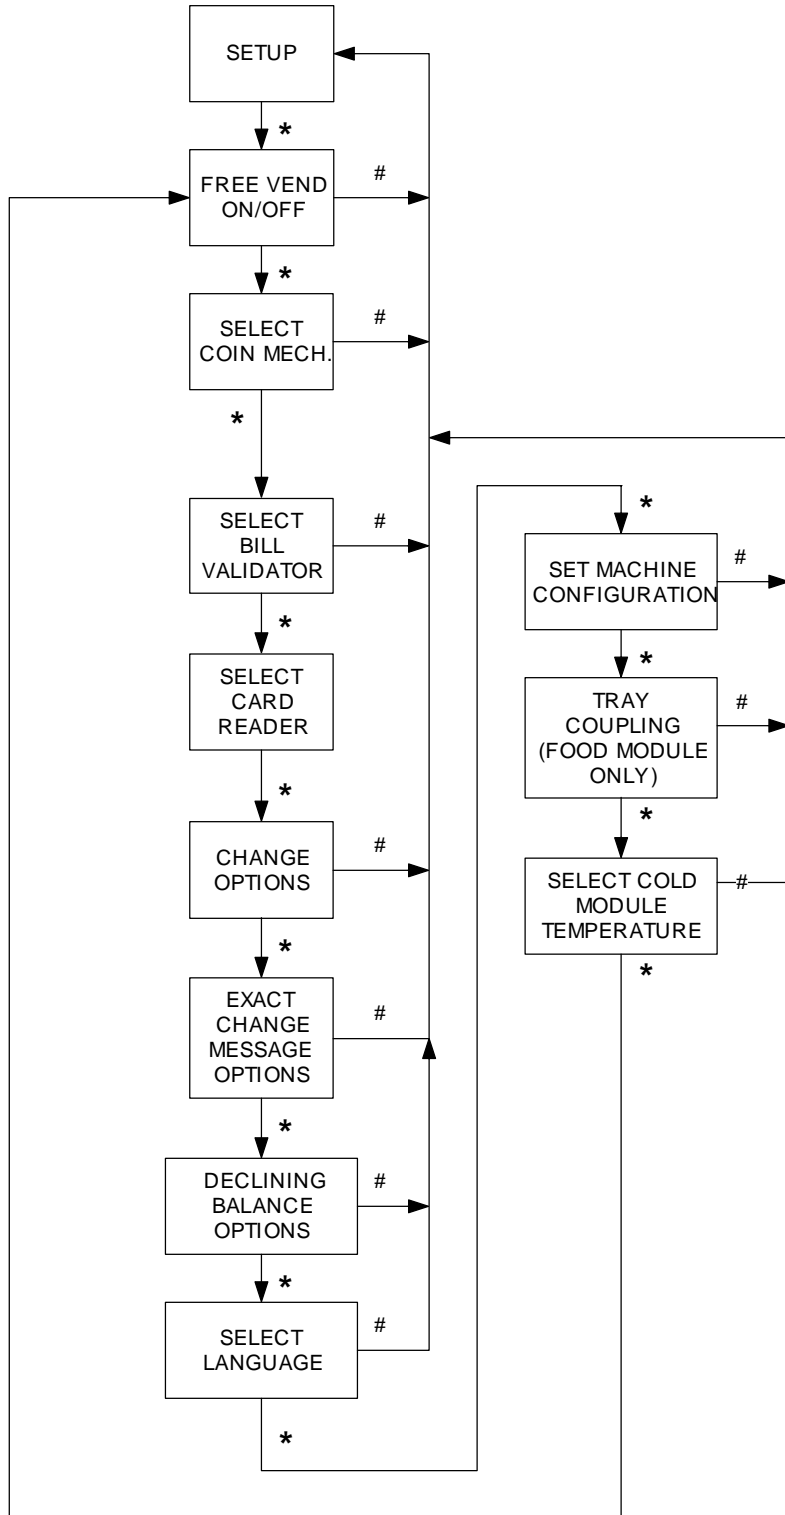 SETUP
*
FREE VEND
ON/OFF
#
*
SELECT
COIN MECH.
#
*
SELECT
BILL
VALIDATOR
#
*
SELECT
CARD
READER
*
CHANGE
OPTIONS
#
*
EXACT
CHANGE
MESSAGE
OPTIONS
#
*
DECLINING
BALANCE
OPTIONS
#
*
SELECT
LANGUAGE
#
*
*
SET MACHINE
CONFIGURATION
#
*
TRAY
COUPLING
(FOOD MODULE
ONLY)
#
*
SELECT COLD
MODULE
TEMPERATURE
#
*